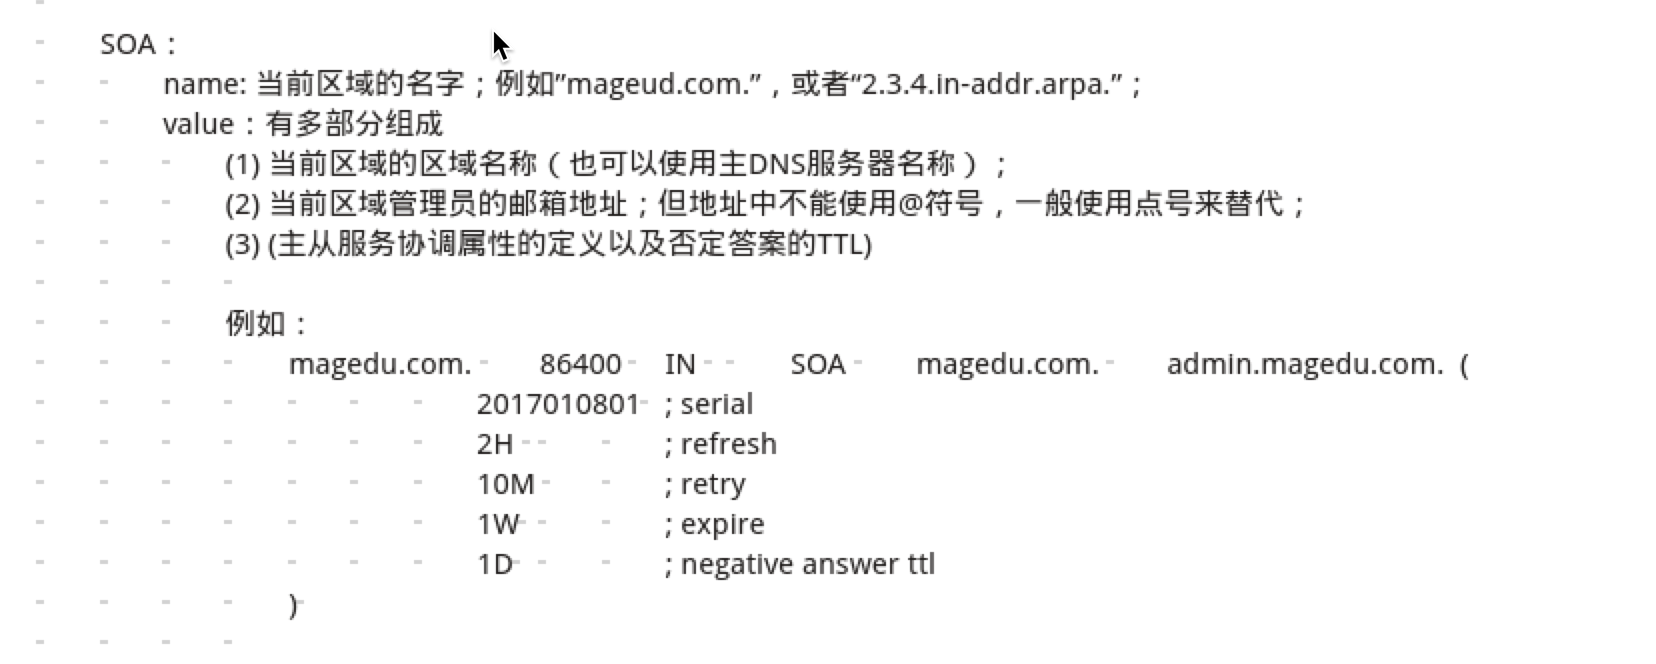 SOA：
name: 当前区域的名字；例如”mageud.com.”，或者“2.3.4.in-addr.arpa.”；
value：有多部分组成
(1) 当前区域的区域名称（也可以使用主DNS服务器名称）；
(2) 当前区域管理员的邮箱地址；但地址中不能使用@符号，一般使用点号来替代；
(3) (主从服务协调属性的定义以及否定答案的TTL)
例如：
magedu.com. 86400 IN SOA magedu.com. admin.magedu.com. (
2017010801 ; serial
2H ; refresh
10M ; retry
1W ; expire
1D ; negative answer ttl
)